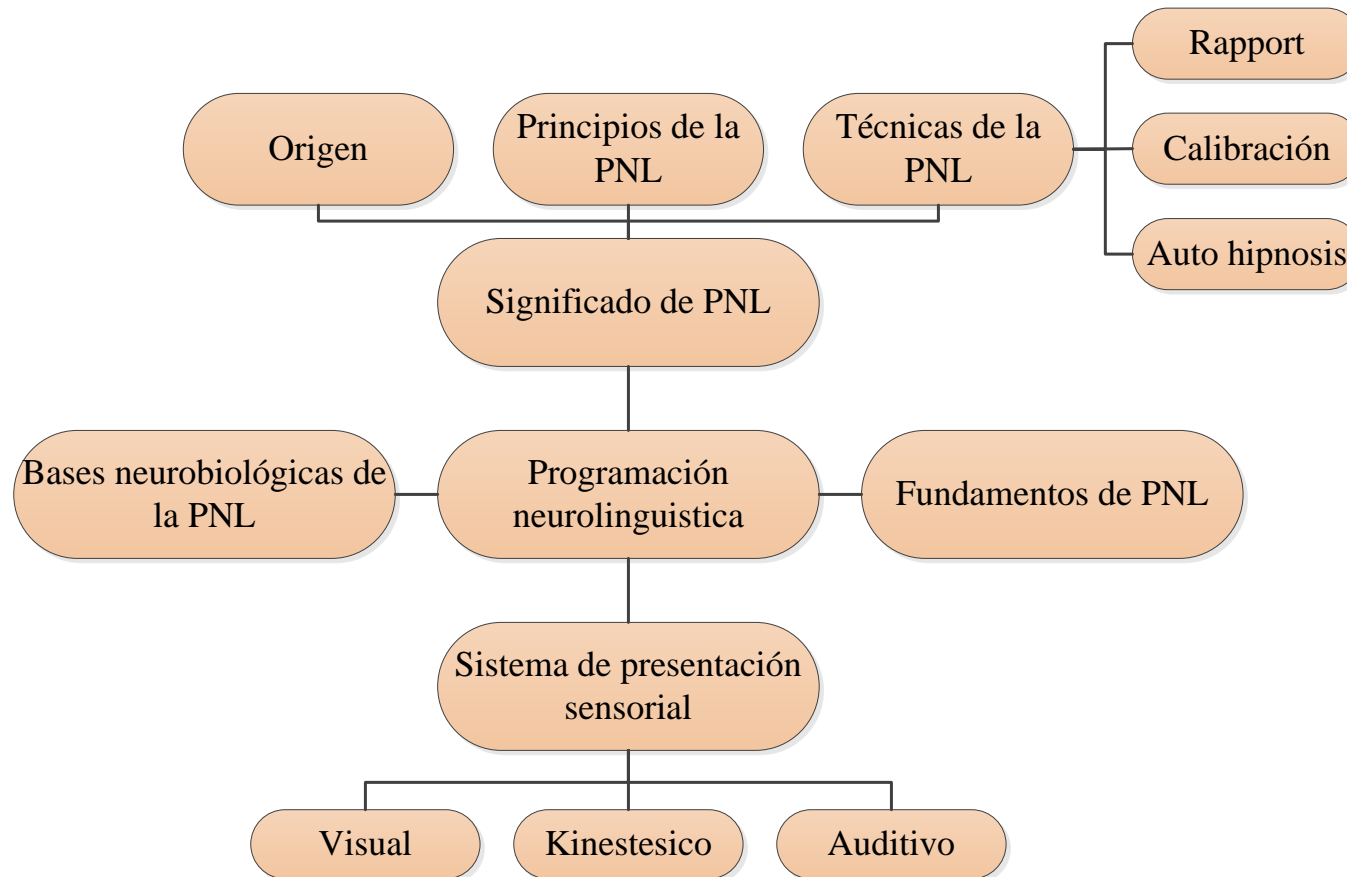 Rapport
Origen
Principios de la
PNL
Técnicas de la
PNL
Calibración
Auto hipnosis
Significado de PNL
Bases neurobiológicas de
la PNL
Programación
neurolinguistica
Fundamentos de PNL
Sistema de presentación
sensorial
Visual
Kinestesico
Auditivo